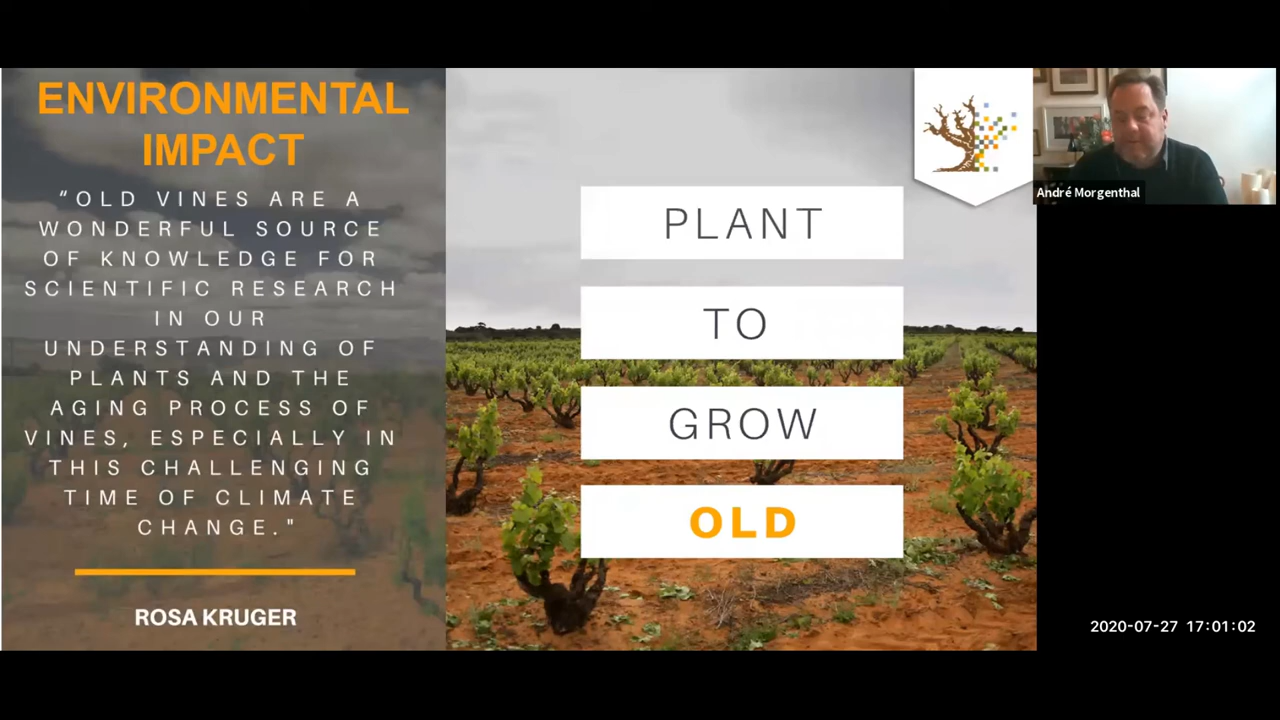 ENVIRONMENTAL
IMPACT
“OLD VINES ARE A
WONDERFUL SOURCE
OF KNOWLEDGE FOR
SCIENTIFIC RESEARCH
IN OUR
UNDERSTANDING OF
PLANTS AND THE
AGING PROCESS OF
VINES, ESPECIALLY IN
THIS CHALLENGING
TIME OF CLIMATE
CHANGE."
ROSA KRUGER
PLANT
TO
GROW
OLD
André Morgenthal
2020-07-27 17:01:02